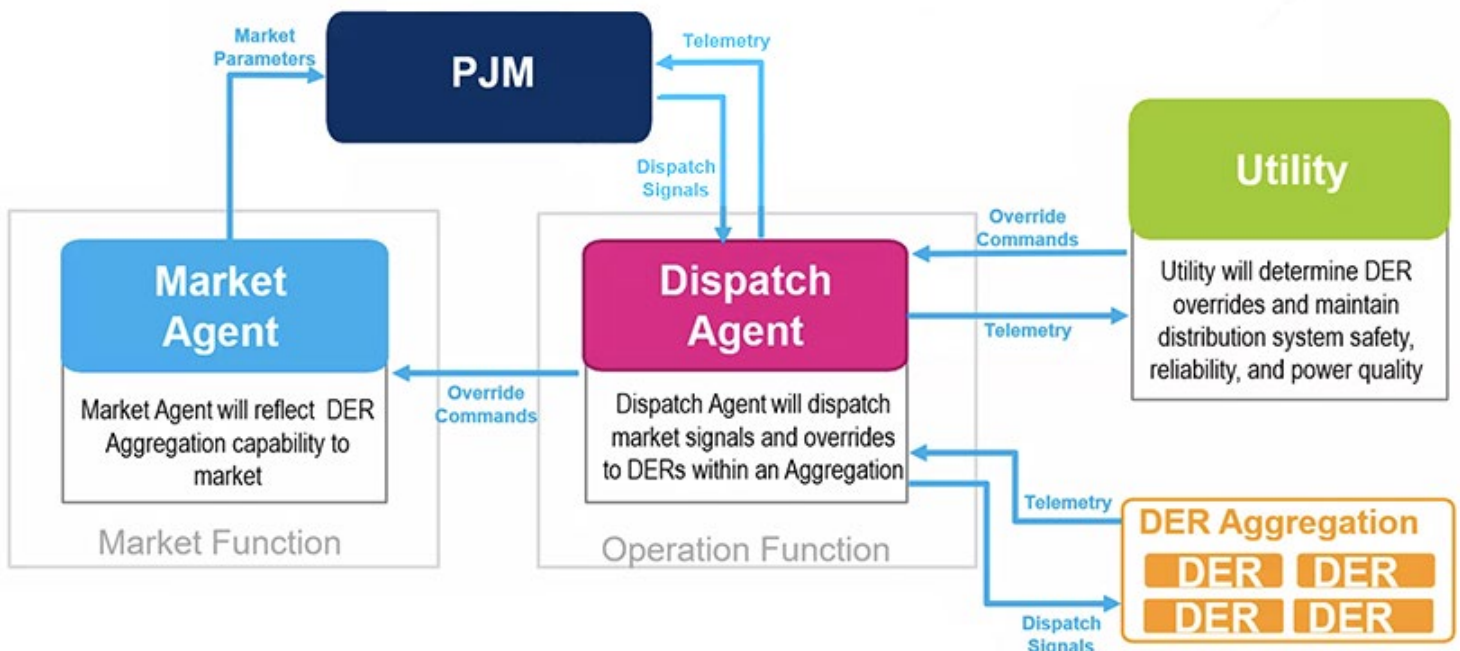 Market
Parameters
PJM
Telemetry
Dispatch
Signals
Utility
Override
Commands
Utility will determine DER
overrides and maintain
distribution system safety,
reliability, and power quality
Telemetry
Market
Agent
Market Agent will reflect DER
Aggregation capability to
market
Market Function
Override
Commands
Dispatch
Agent
Dispatch Agent will dispatch
market signals and overrides
to DERs within an Aggregation
Operation Function
Telemetry
Dispatch
Signals
DER Aggregation
DER DER
DER DER